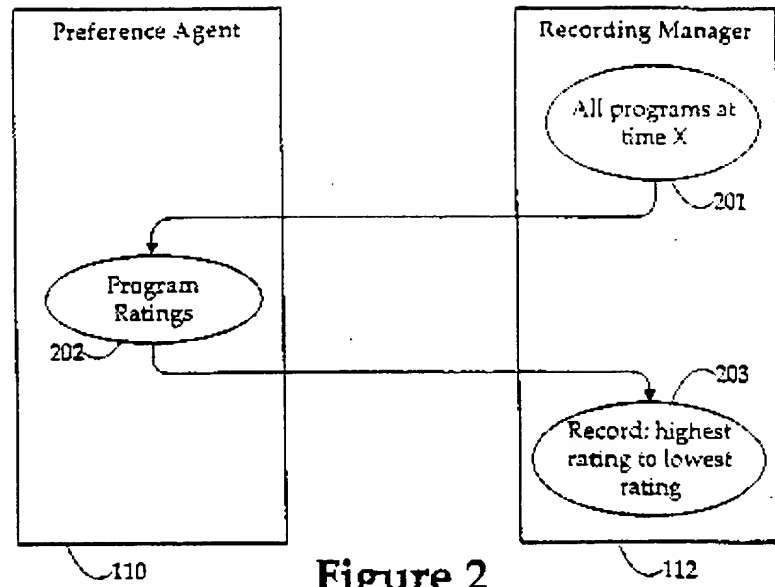 Preference Agent
Recording Manager
All programs at
time X
201
Program
Ratings
202
203
Record: highest
rating to lowest
rating
110
Figure 2
112